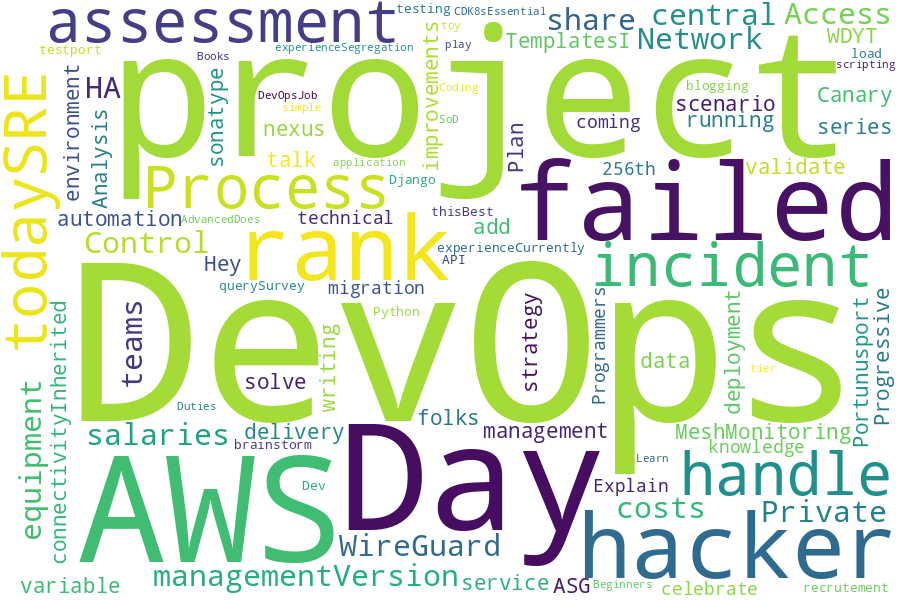 assessment
testing
CDK8sEssential
share
central
Access
testport
experienceSegregation
toy
play
TemplatesI
Network
WDYT
Books
load
scripting
project
todaySRE
HA
environment
Analysis
sonatype
DevOpsJob
simple
nexus
improvements
Coding
SoD
blogging
scenario
running
Canary
series
talk
coming
Plan
application
Process
Django
failed
256th
validate
automation
AdvancedDoes
technical
thisBest
add
Control
rank
experienceCurrently
API
incident
Hey
querySurvey
migration
DevOps
Python
teams
solve
writing
strategy
Programmers
data
deployment
Portunusport
Progressive
tier
connectivityInherited
equipment
Duties
salaries
delivery
brainstorm
folks
management
MeshMonitoring
knowledge
Learn
AWS
Day
Dev
Explain
handle
costs
Private
WireGuard
hacker
variable
managementVersion
service
ASG
Beginners
celebrate
recrutement